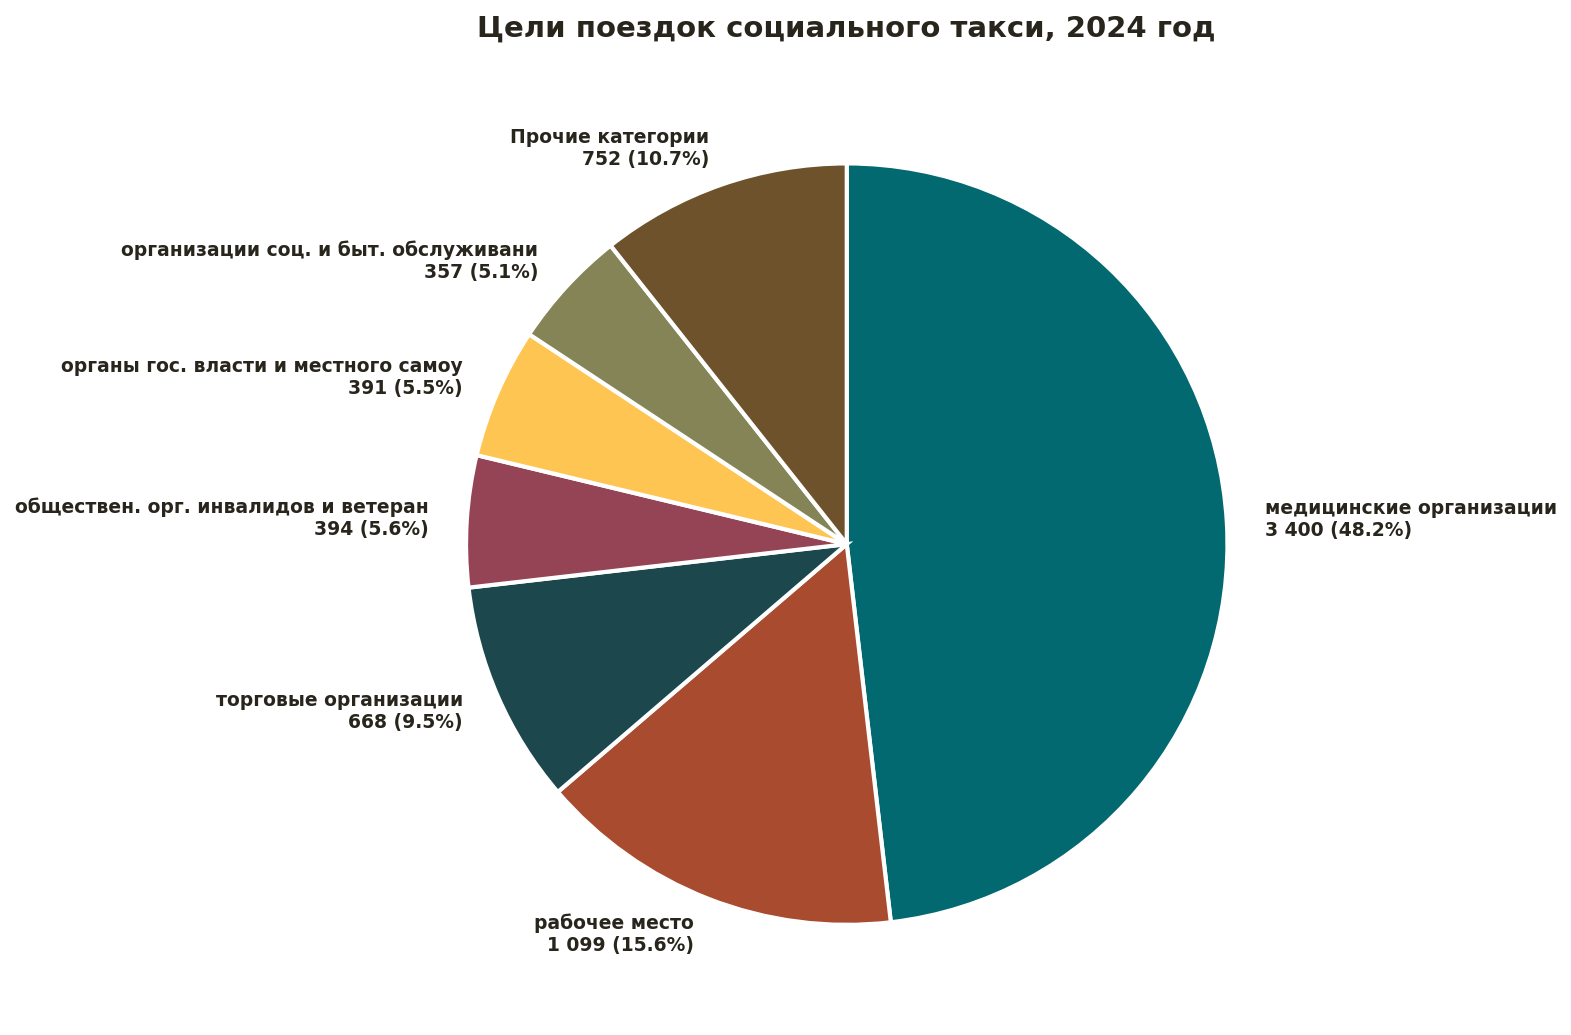 Цели поездок социального такси, 2024 год
Прочие категории
752 (10.7%)
организации соц. и быт. обслуживани
357 (5.1%)
органы гос. власти и местного самоу
391 (5.5%)
обществен. орг. инвалидов и ветеран
394 (5.6%)
медицинские организации
3 400 (48.2%)
торговые организации
668 (9.5%)
рабочее место
1 099 (15.6%)